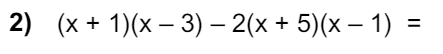 2) (x + 1)(x – 3) – 2(x + 5)(x – 1) =